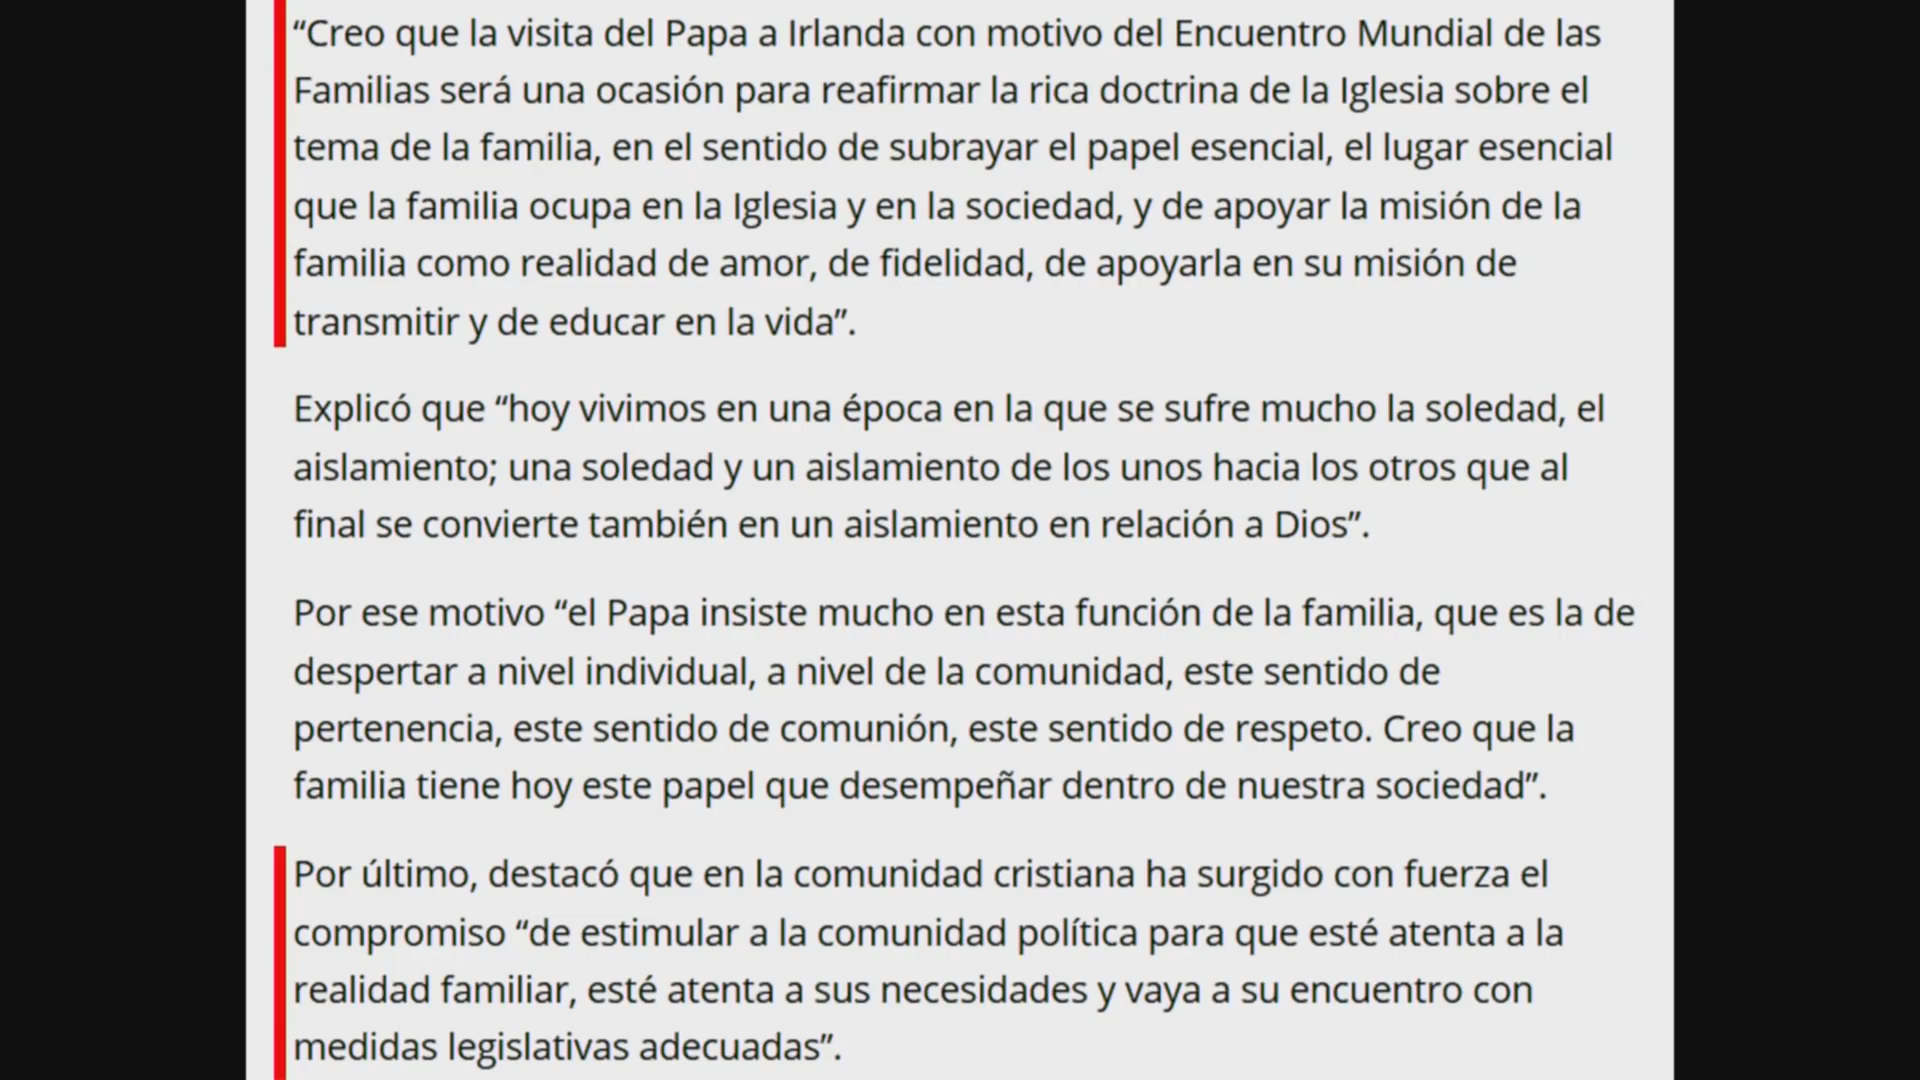 “Creo que la visita del Papa a Irlanda con motivo del Encuentro Mundial de las
Familias será una ocasión para reafirmar la rica doctrina de la Iglesia sobre el
tema de la familia, en el sentido de subrayar el papel esencial, el lugar esencial
que la familia ocupa en la Iglesia y en la sociedad, y de apoyar la misión de la
familia como realidad de amor, de fidelidad, de apoyarla en su misión de
transmitir y de educar en la vida”.
Explicó que “hoy vivimos en una época en la que se sufre mucho la soledad, el
aislamiento; una soledad y un aislamiento de los unos hacia los otros que al
final se convierte también en un aislamiento en relación a Dios”.
Por ese motivo “el Papa insiste mucho en esta función de la familia, que es la de
despertar a nivel individual, a nivel de la comunidad, este sentido de
pertenencia, este sentido de comunión, este sentido de respeto. Creo que la
familia tiene hoy este papel que desempeñar dentro de nuestra sociedad”.
Por último, destacó que en la comunidad cristiana ha surgido con fuerza el
compromiso “de estimular a la comunidad política para que esté atenta a la
realidad familiar, esté atenta a sus necesidades y vaya a su encuentro con
medidas legislativas adecuadas”.